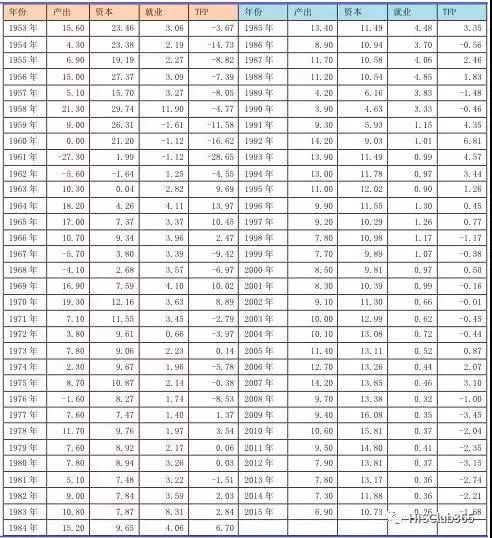 年份 产出 资本 就业 TFP 年份 产出 资本 就业 TFP
1953 年 15.60 23.46 3.06 -3.67 1985 年 13.40 11.49 4.48 3.35
1954 年 4.30 23.38 2.19 -14.73 1986 年 8.90 10.94 3.70 -0.56
1955 年 6.90 19.19 2.27 -8.82 1987 年 11.70 10.58 4.06 2.46
1956 年 15.00 27.37 3.09 -7.39 1988 年 11.20 10.54 4.85 1.83
1957 年 5.10 15.70 3.27 -8.05 1989 年 4.20 6.16 3.83 -1.48
1958 年 21.30 29.74 11.90 -4.77 1990 年 3.90 4.63 3.33 -0.46
1959 年 9.00 26.31 -1.61 -11.58 1991 年 9.30 5.93 1.15 4.35
1960 年 0.00 21.20 -1.12 -16.62 1992 年 14.20 9.03 1.01 6.81
1961 年 -27.30 1.99 -1.12 -28.65 1993 年 13.90 11.49 0.99 4.57
1962 年 -5.60 -1.64 1.25 -4.55 1994 年 13.00 11.78 0.97 3.44
1963 年 10.30 0.04 2.82 9.69 1995 年 11.00 12.02 0.90 1.26
1964 年 18.20 4.26 4.11 13.97 1996 年 9.90 11.55 1.30 0.45
1965 年 17.00 7.37 3.37 10.45 1997 年 9.20 10.29 1.26 0.77
1966 年 10.70 9.34 3.96 2.47 1998 年 7.80 10.98 1.17 -1.17
1967 年 -5.70 3.80 3.39 -9.42 1999 年 7.70 9.89 1.07 -0.38
1968 年 -4.10 2.68 3.57 -6.97 2000 年 8.50 9.81 0.97 0.50
1969 年 16.90 7.59 4.10 10.02 2001 年 8.30 10.39 0.99 -0.16
1970 年 19.30 12.16 3.63 8.89 2002 年 9.10 11.30 0.66 -0.01
1971 年 7.10 11.55 3.45 -2.79 2003 年 10.00 12.99 0.62 -0.45
1972 年 3.80 9.61 0.66 -3.97 2004 年 10.10 13.08 0.72 -0.44
1973 年 7.80 9.06 2.23 0.14 2005 年 11.40 13.11 0.52 0.87
1974 年 2.30 9.67 1.96 -5.78 2006 年 12.70 13.26 0.44 2.07
1975 年 8.70 10.87 2.14 -0.38 2007 年 14.20 13.85 0.46 3.10
1976 年 -1.60 8.27 1.74 -8.53 2008 年 9.70 13.38 0.32 -1.00
1977 年 7.60 7.47 1.40 1.37 2009 年 9.40 16.08 0.35 -3.45
1978 年 11.70 9.76 1.97 3.54 2010 年 10.60 15.81 0.37 -2.04
1979 年 7.60 8.92 2.17 0.06 2011 年 9.50 14.80 0.41 -2.35
1980 年 7.80 8.94 3.26 0.03 2012 年 7.90 13.81 0.37 -3.15
1981 年 5.10 7.48 3.22 -1.51 2013 年 7.80 13.17 0.36 -2.74
1982 年 9.00 7.84 3.59 2.03 2014 年 7.30 11.88 0.36 -2.21
1983 年 10.80 7.87 8.31 2.84 2015 年 6.90 10.73 0.26 -1.68
1984 年 15.20 9.65 4.06 6.70